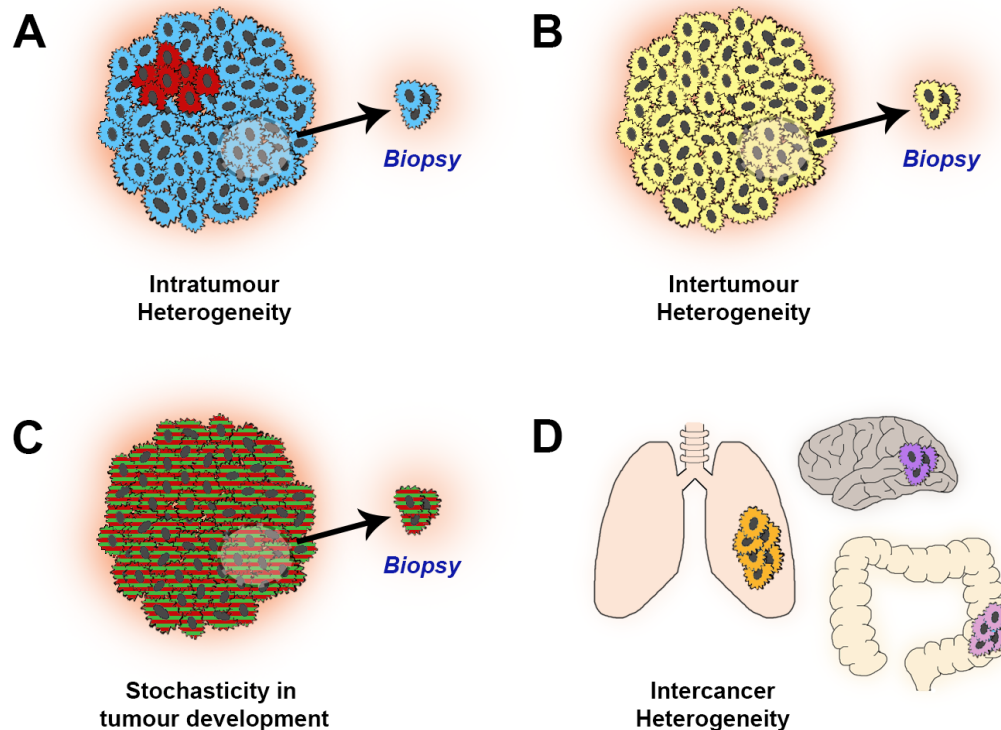 A
Biopsy
Intratumour
Heterogeneity
B
Biopsy
Intertumour
Heterogeneity
C
Biopsy
Stochasticity in
tumour development
D
Intercancer
Heterogeneity